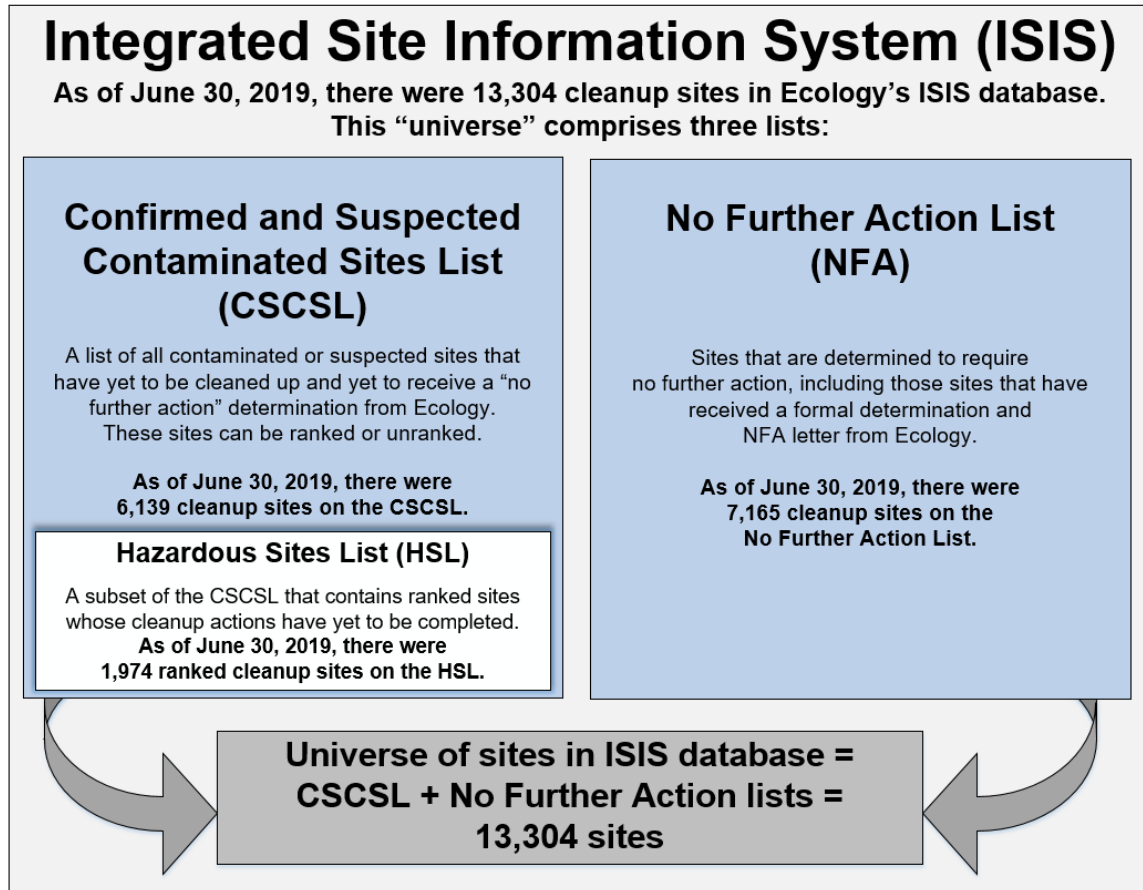 Integrated Site Information System (ISIS)
As of June 30, 2019, there were 13,304 cleanup sites in Ecology’s ISIS database.
This “universe” comprises three lists:
Confirmed and Suspected
Contaminated Sites List
(CSCSL)
A list of all contaminated or suspected sites that
have yet to be cleaned up and yet to receive a “no
further action” determination from Ecology.
These sites can be ranked or unranked.
As of June 30, 2019, there were
6,139 cleanup sites on the CSCSL.
Hazardous Sites List (HSL)
A subset of the CSCSL that contains ranked sites
whose cleanup actions have yet to be completed.
As of June 30, 2019, there were
1,974 ranked cleanup sites on the HSL.
No Further Action List
(NFA)
Sites that are determined to require
no further action, including those sites that have
received a formal determination and
NFA letter from Ecology.
As of June 30, 2019, there were
7,165 cleanup sites on the
No Further Action List.
Universe of sites in ISIS database =
CSCSL + No Further Action lists =
13,304 sites